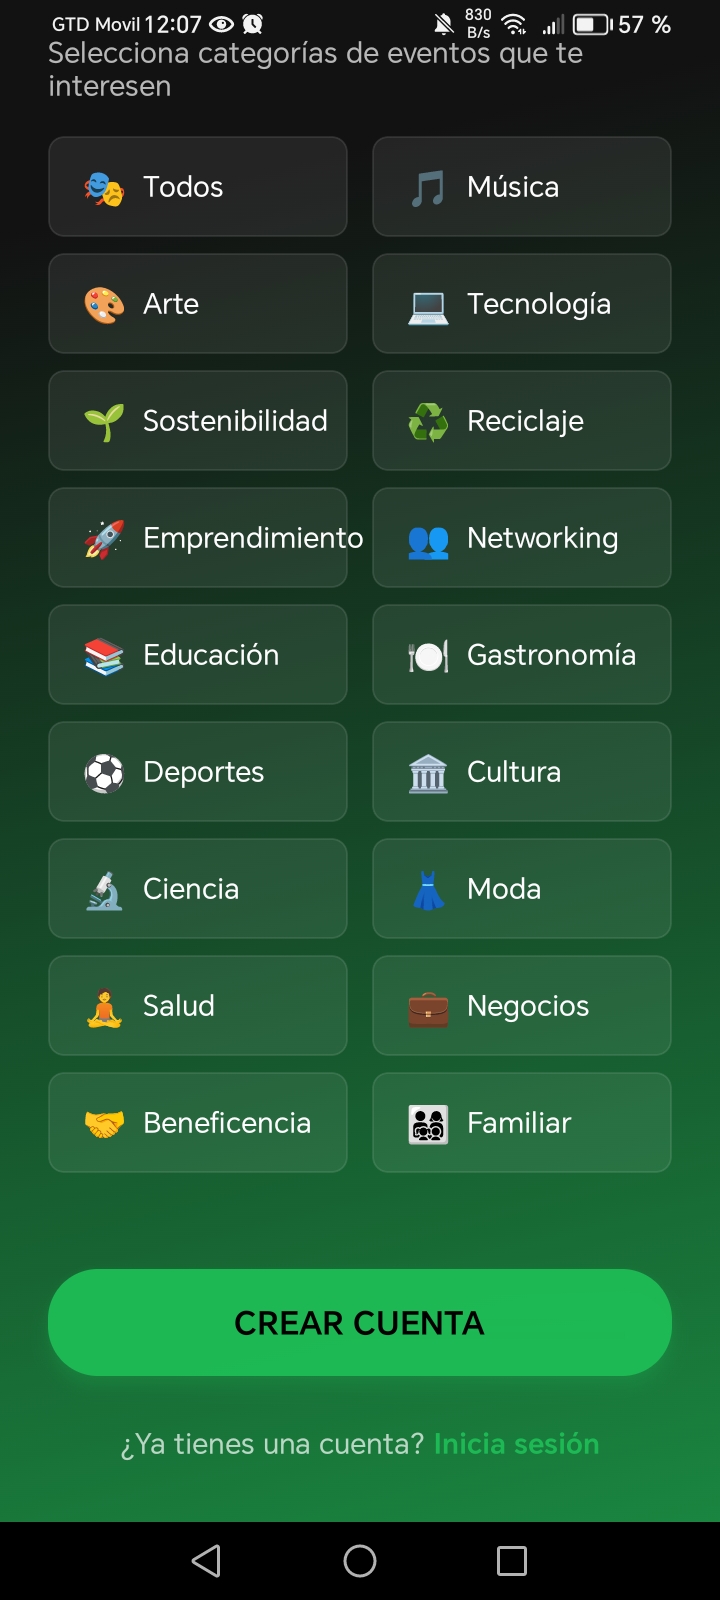 GTD Movil 12:07 830 B/s 57 %
Selecciona categorías de eventos que te
interesen
Todos Música
Arte Tecnología
Sostenibilidad Reciclaje
Emprendimiento Networking
Educación Gastronomía
Deportes Cultura
Ciencia Moda
Salud Negocios
Beneficencia Familiar
CREAR CUENTA
¿Ya tienes una cuenta? Inicia sesión